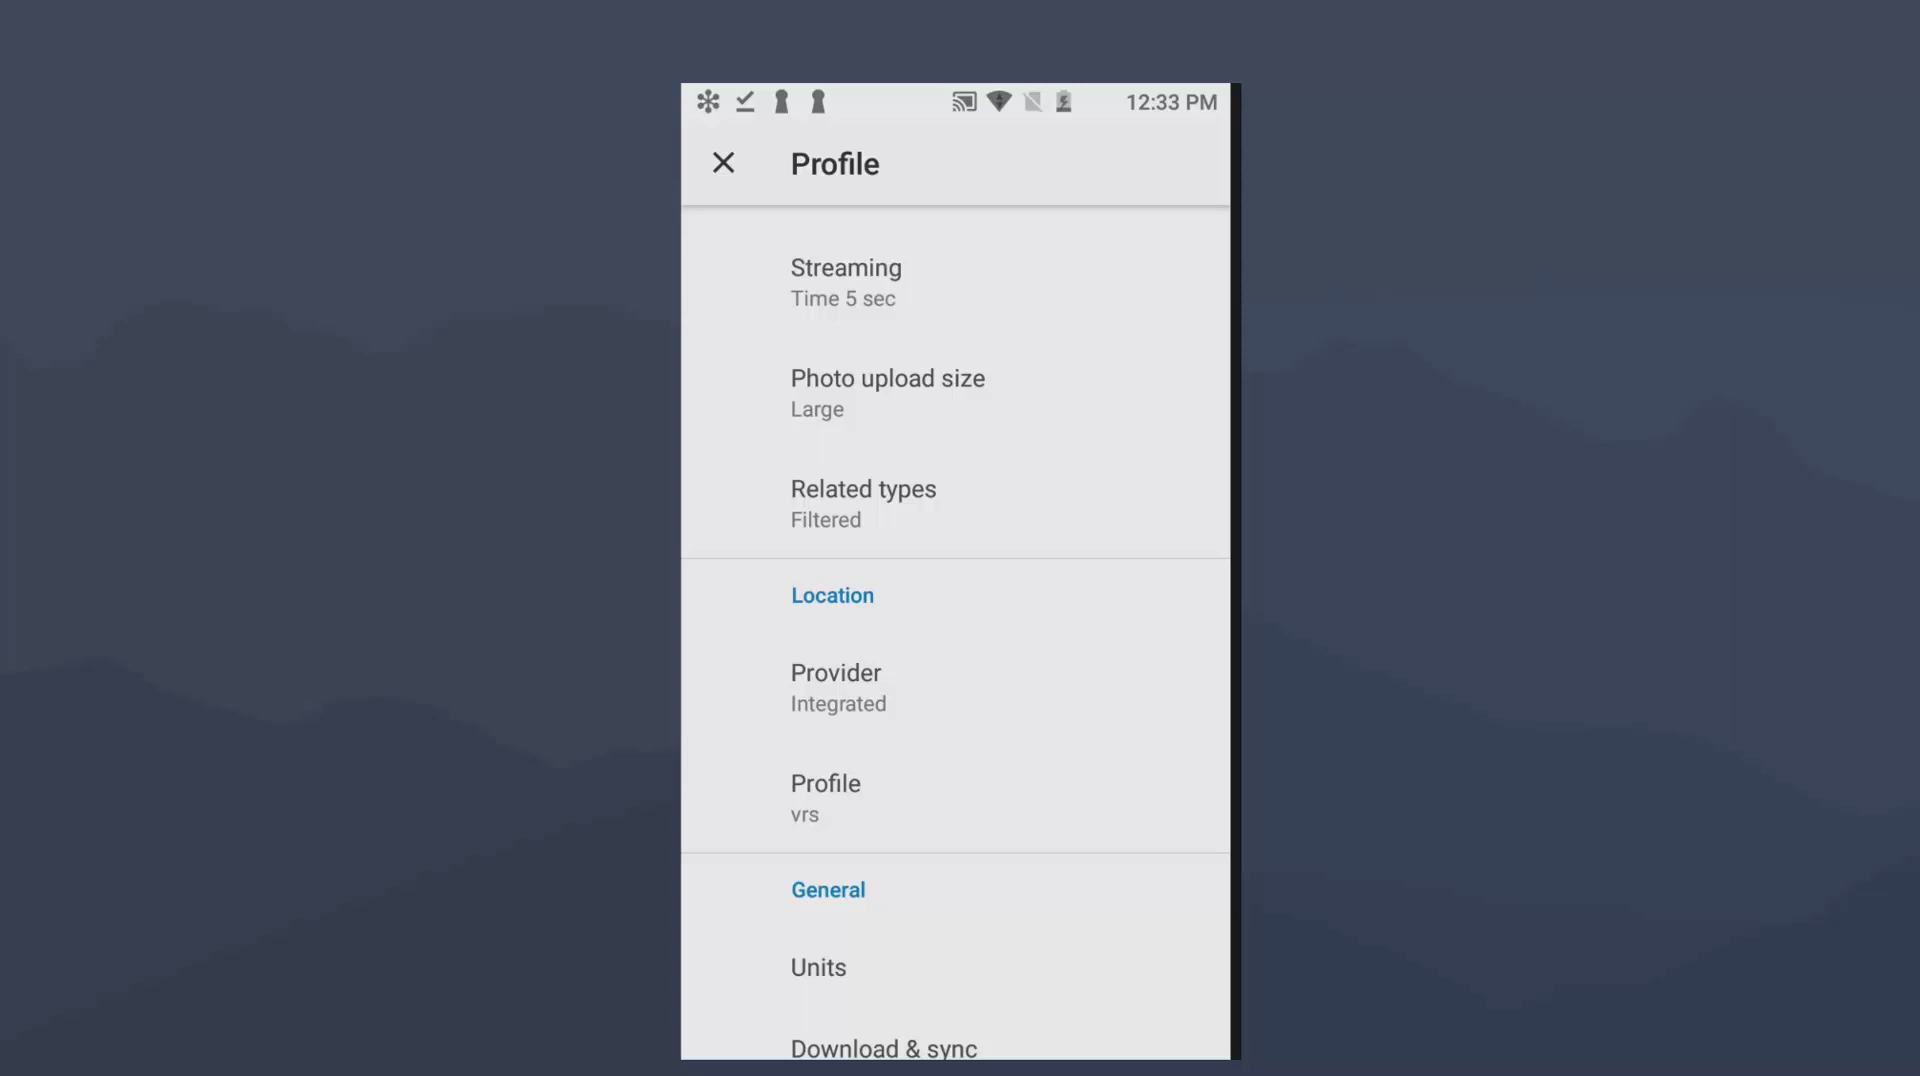 12:33 PM
Profile
Streaming
Time 5 sec
Photo upload size
Large
Related types
Filtered
Location
Provider
Integrated
Profile
vrs
General
Units
Download & sync